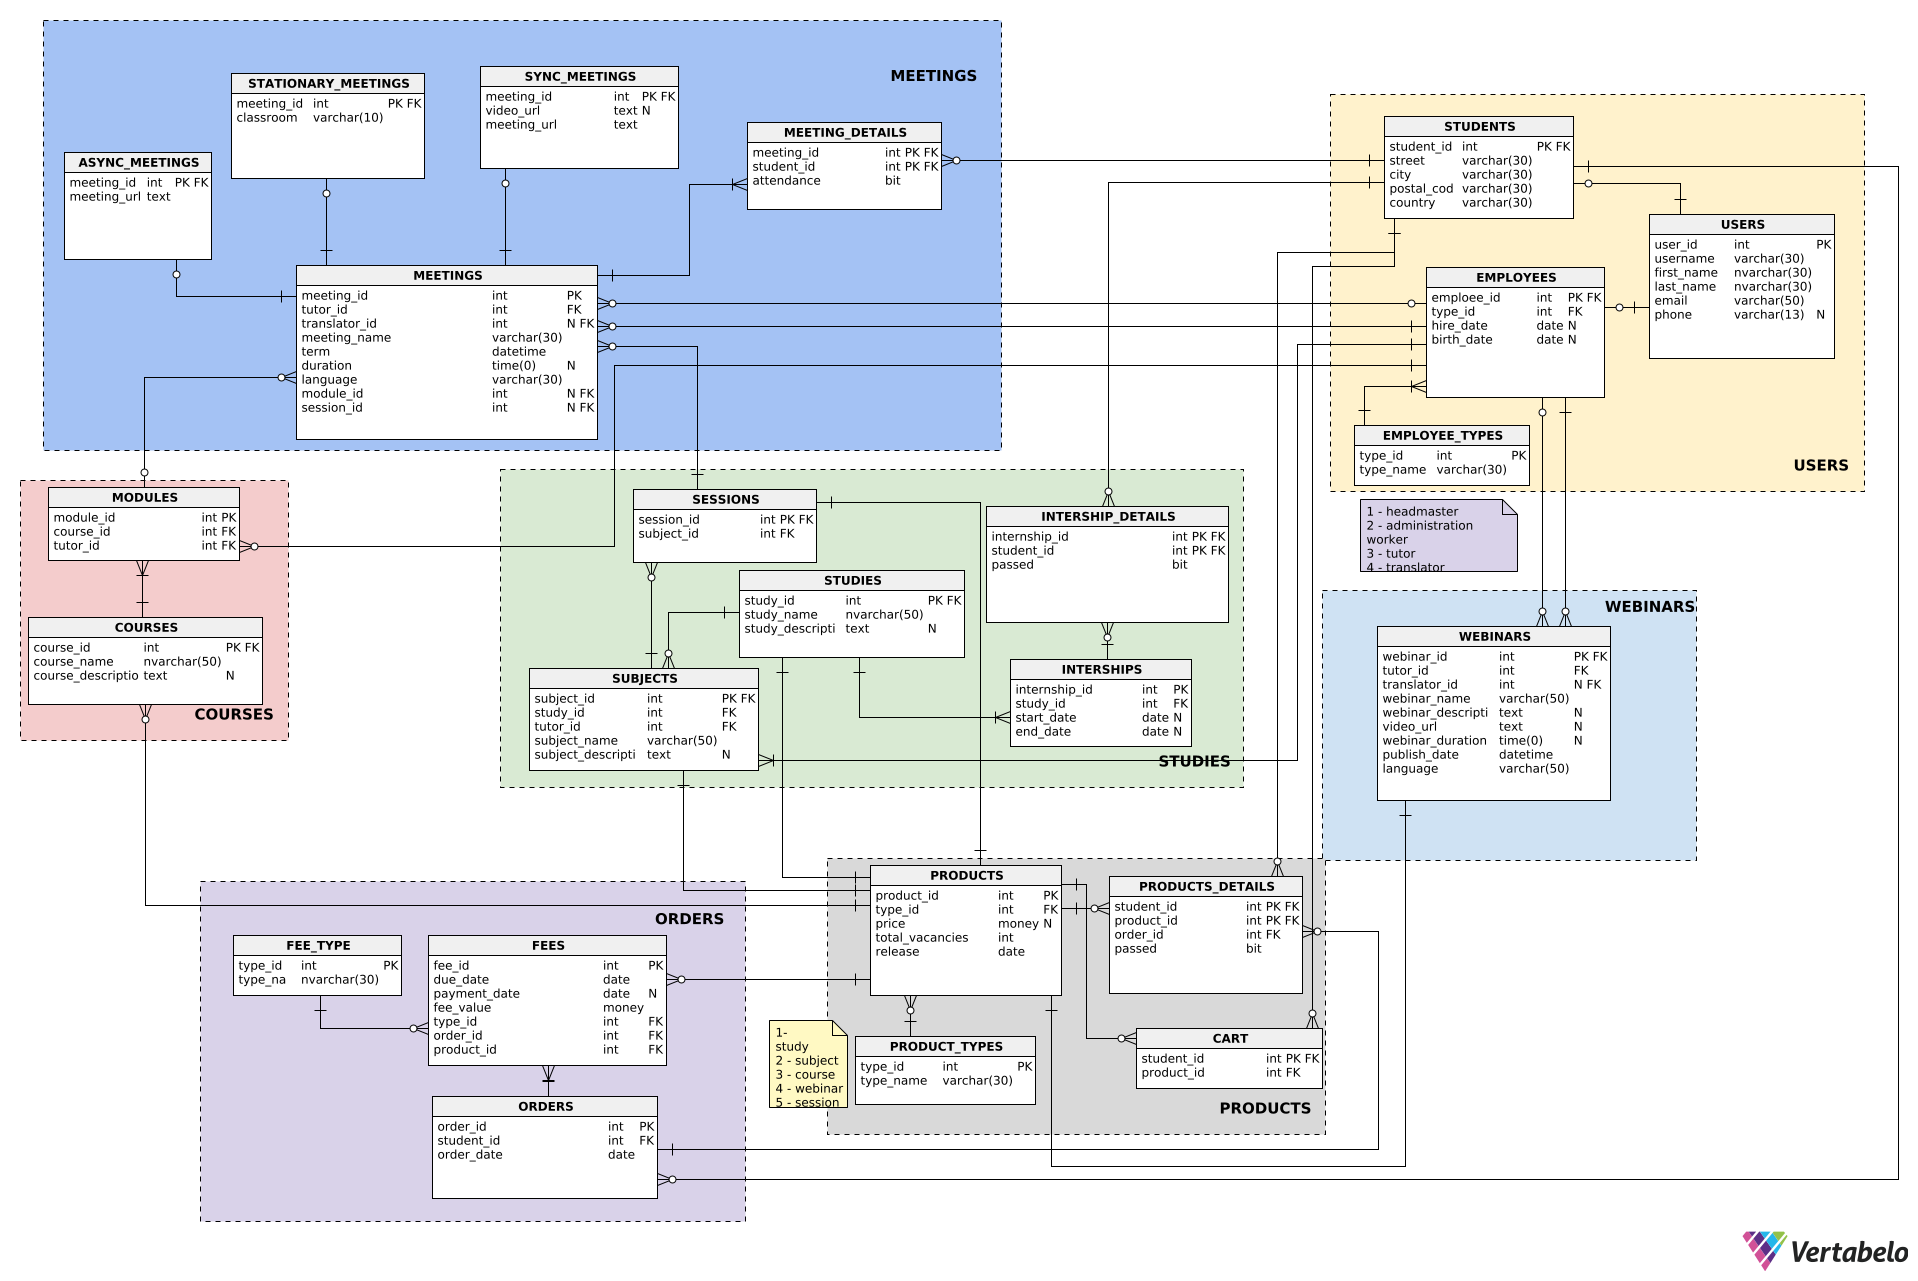 MEETINGS
STATIONARY_MEETINGS
meeting_id int PK FK
classroom varchar(10)
SYNC_MEETINGS
meeting_id int PK FK
video_url text N
meeting_url text
MEETING_DETAILS
meeting_id int PK FK
student_id int PK FK
attendance bit
ASYNC_MEETINGS
meeting_id int PK FK
meeting_url text
MEETINGS
meeting_id int PK
tutor_id int FK
translator_id int N FK
meeting_name varchar(30)
term datetime
duration time(0) N
language varchar(30)
module_id int N FK
session_id int N FK
STUDENTS
student_id int PK FK
street varchar(30)
city varchar(30)
postal_cod varchar(30)
country varchar(30)
USERS
user_id int PK
username varchar(30)
first_name nvarchar(30)
last_name nvarchar(30)
email varchar(50)
phone varchar(13) N
EMPLOYEES
emploee_id int PK FK
type_id int FK
hire_date date N
birth_date date N
EMPLOYEE_TYPES
type_id int PK
type_name varchar(30)
USERS
1 - headmaster
2 - administration
worker
3 - tutor
4 - translator
MODULES
module_id int PK
course_id int FK
tutor_id int FK
COURSES
course_id int PK FK
course_name nvarchar(50)
course_descriptio text N
COURSES
SESSIONS
session_id int PK FK
subject_id int FK
STUDIES
study_id int PK FK
study_name nvarchar(50)
study_descripti text N
SUBJECTS
subject_id int PK FK
study_id int FK
tutor_id int FK
subject_name varchar(50)
subject_descripti text N
INTERSHIP_DETAILS
internship_id int PK FK
student_id int PK FK
passed bit
INTERSHIPS
internship_id int PK
study_id int FK
start_date date N
end_date date N
STUDIES
WEBINARS
WEBINARS
webinar_id int PK FK
tutor_id int FK
translator_id int N FK
webinar_name varchar(50)
webinar_descripti text N
video_url text N
webinar_duration time(0) N
publish_date datetime
language varchar(50)
ORDERS
FEE_TYPE
type_id int PK
type_na nvarchar(30)
FEES
fee_id int PK
due_date date
payment_date date N
fee_value money
type_id int FK
order_id int FK
product_id int FK
ORDERS
order_id int PK
student_id int FK
order_date date
PRODUCTS
product_id int PK
type_id int FK
price money N
total_vacancies int
release date
PRODUCTS_DETAILS
student_id int PK FK
product_id int PK FK
order_id int FK
passed bit
1-
study
2 - subject
3 - course
4 - webinar
5 - session
PRODUCT_TYPES
type_id int PK
type_name varchar(30)
CART
student_id int PK FK
product_id int FK
PRODUCTS
Vertabelo